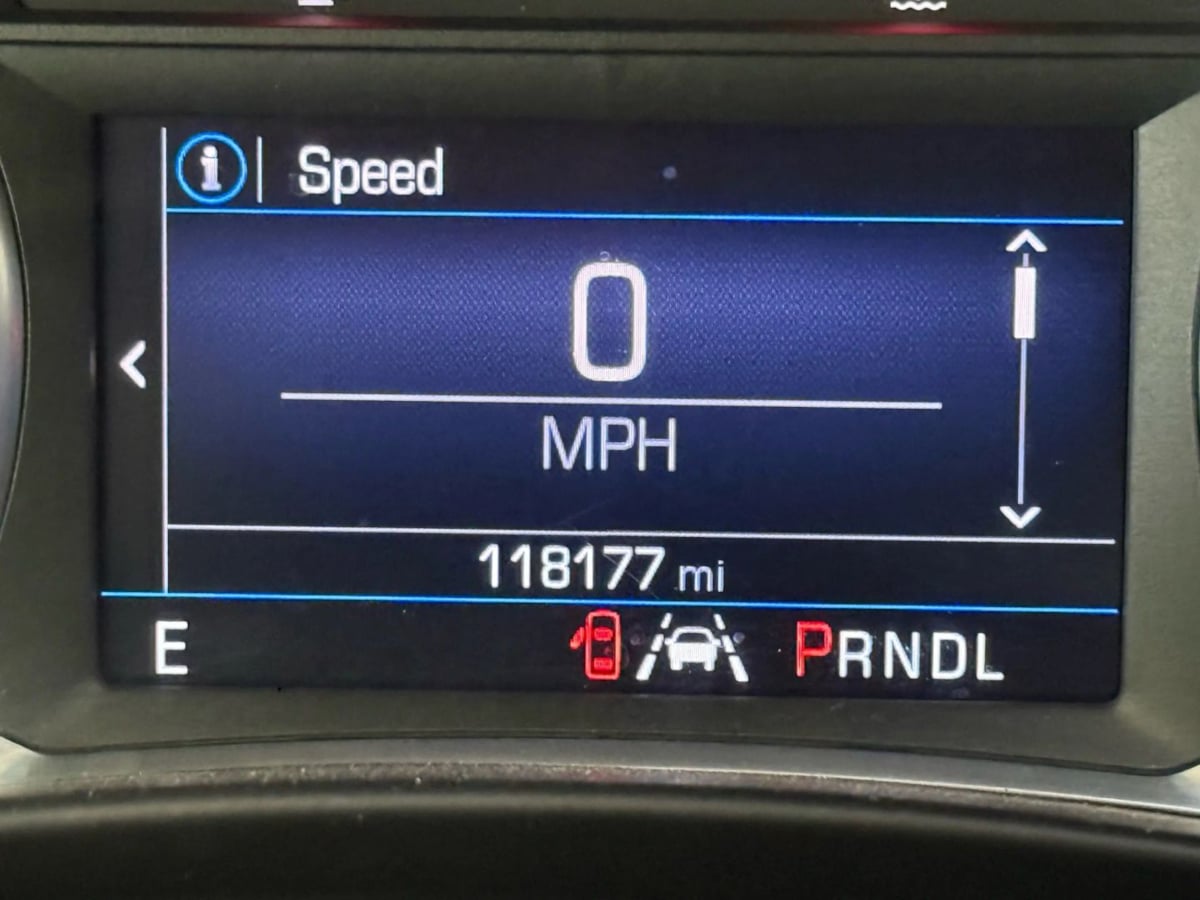 i Speed
0
MPH
118177 mi
E PRNDL